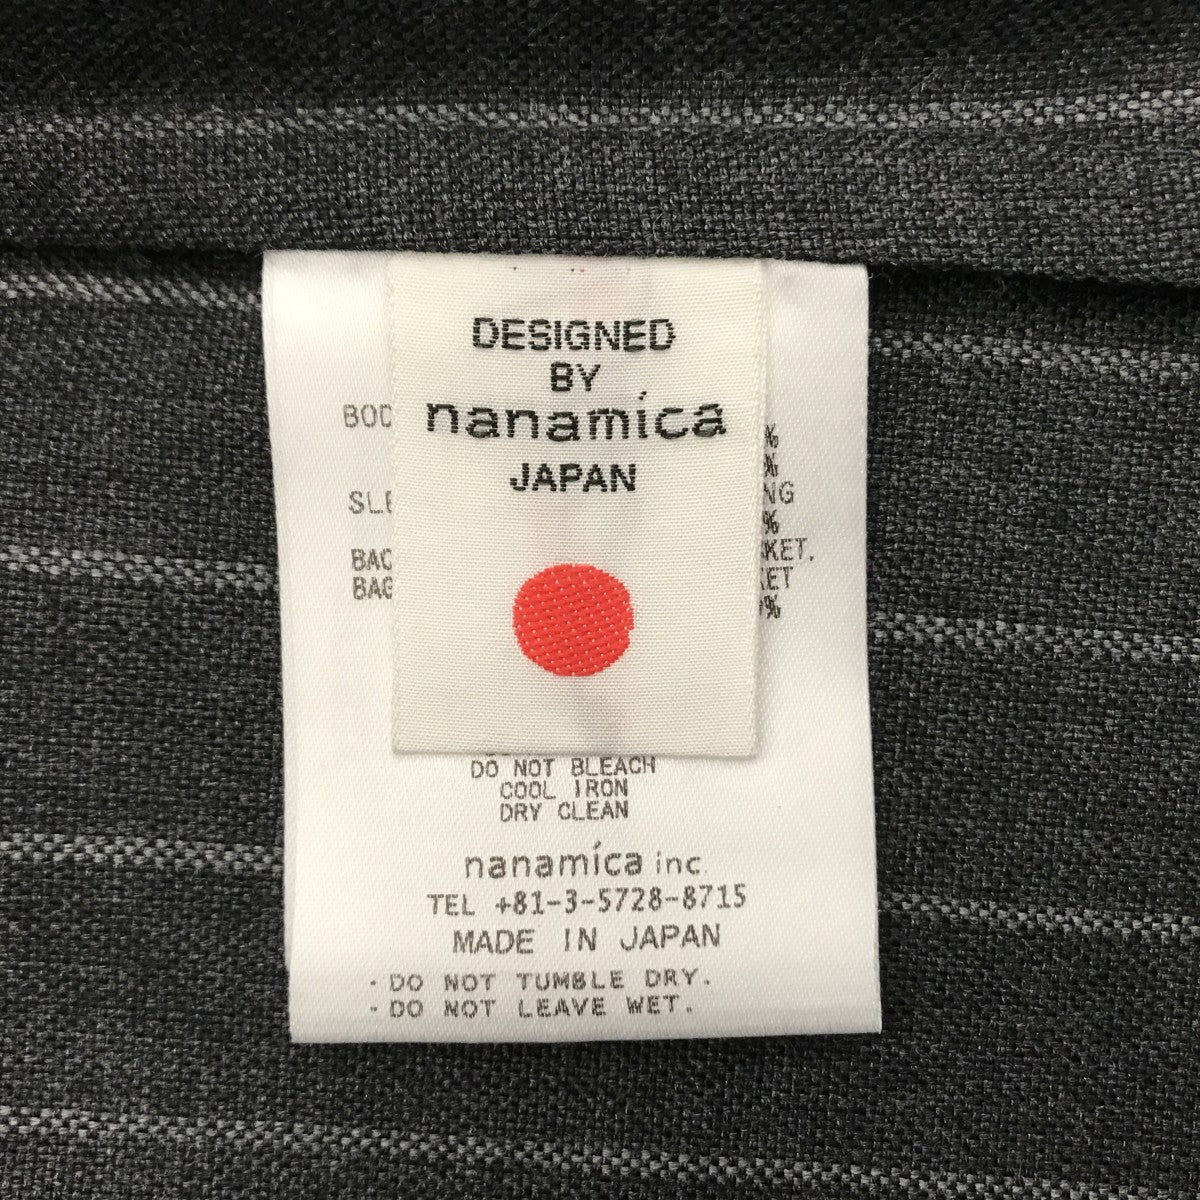 DESIGNED
BY
nanamica
JAPAN
%
%
%
DO NOT BLEACH
COOL IRON
DRY CLEAN
nanamica inc.
TEL +81-3-5728-8715
MADE IN JAPAN
・DO NOT TUMBLE DRY.
・DO NOT LEAVE WET.